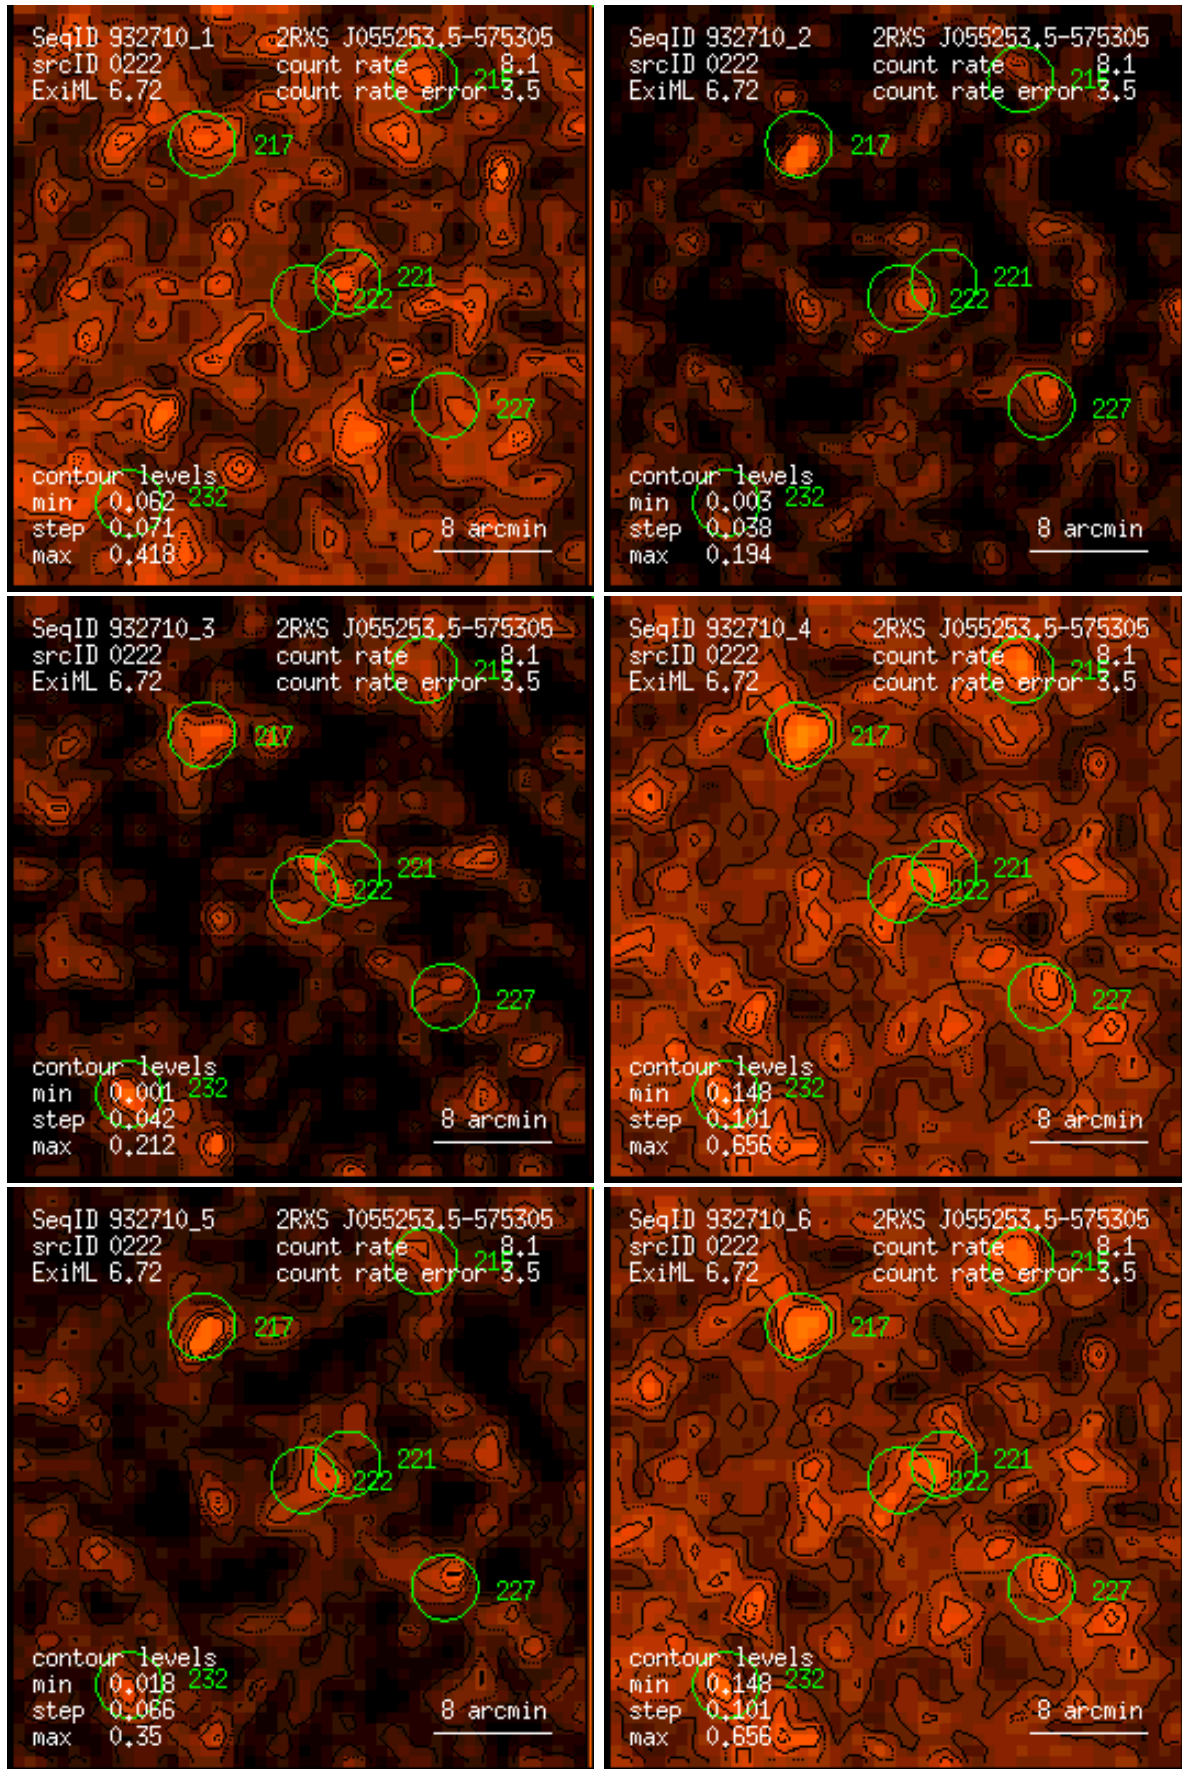 SeqID 932710_1 2RXS J055253.5-575305
srcID 0222 count rate 8.1
ExiML 6.72 count rate error 3.5
215
217
221
222
227
contour levels
min 0.062 232
step 0.071 8 arcmin
max 0.418
SeqID 932710_2 2RXS J055253.5-575305
srcID 0222 count rate 8.1
ExiML 6.72 count rate error 3.5
217
221
222
227
contour levels
min 0.003 232
step 0.038 8 arcmin
max 0.194
SeqID 932710_3 2RXS J055253.5-575305
srcID 0222 count rate 8.1
ExiML 6.72 count rate error 3.5
217
221
222
227
contour levels
min 0.001 232
step 0.042 8 arcmin
max 0.212
SeqID 932710_4 2RXS J055253.5-575305
srcID 0222 count rate 8.1
ExiML 6.72 count rate error 3.5
217
221
222
227
contour levels
min 0.148 232
step 0.101 8 arcmin
max 0.656
SeqID 932710_5 2RXS J055253.5-575305
srcID 0222 count rate 8.1
ExiML 6.72 count rate error 3.5
217
221
222
227
contour levels
min 0.018 232
step 0.066 8 arcmin
max 0.35
SeqID 932710_6 2RXS J055253.5-575305
srcID 0222 count rate 8.1
ExiML 6.72 count rate error 3.5
217
221
222
227
contour levels
min 0.148 232
step 0.101 8 arcmin
max 0.656